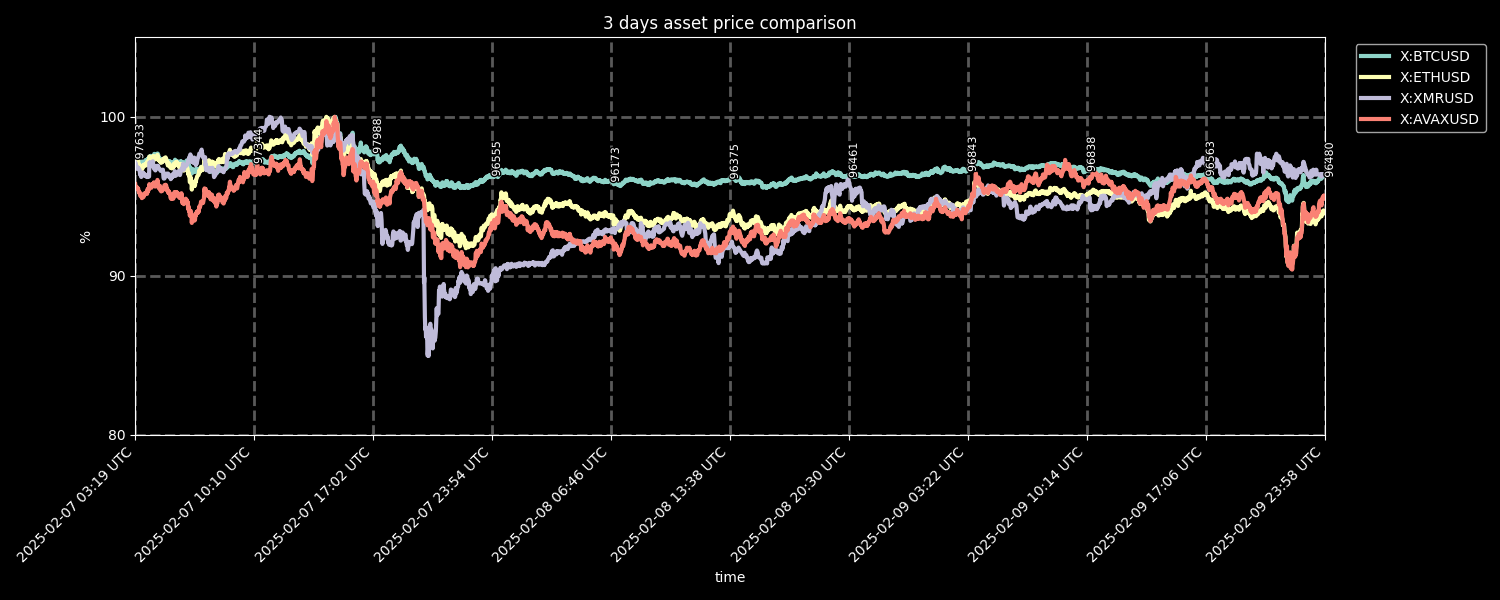 3 days asset price comparison
X:BTCUSD
X:ETHUSD
X:XMRUSD
X:AVAXUSD
100
90
80
%
97633
97344
97988
96555
96173
96375
96461
96843
96838
96563
96480
2025-02-07 03:19 UTC
2025-02-07 10:10 UTC
2025-02-07 17:02 UTC
2025-02-07 23:54 UTC
2025-02-08 06:46 UTC
2025-02-08 13:38 UTC
2025-02-08 20:30 UTC
2025-02-09 03:22 UTC
2025-02-09 10:14 UTC
2025-02-09 17:06 UTC
2025-02-09 23:58 UTC
time